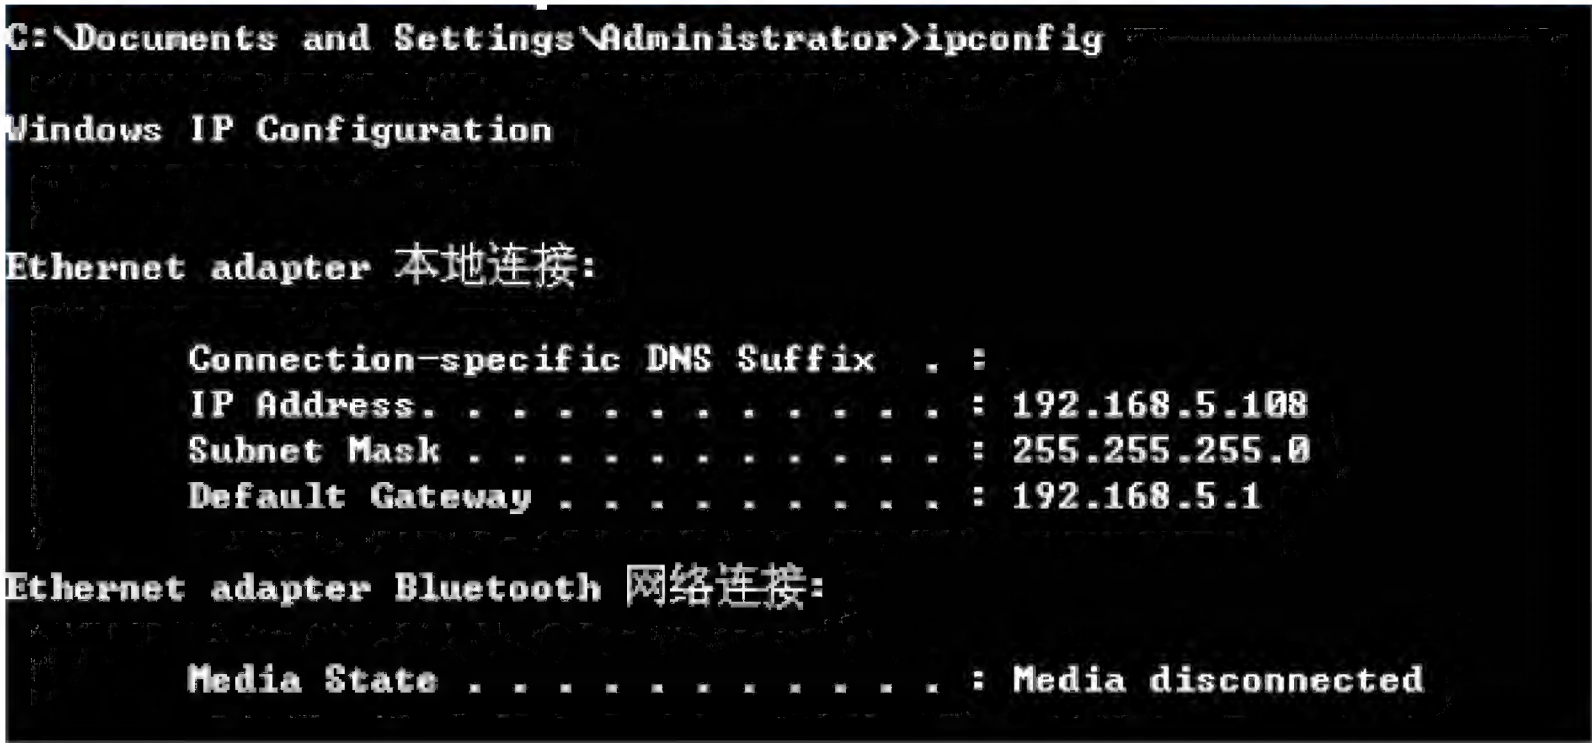 C:\Documents and Settings\Administrator>ipconfig
Windows IP Configuration
Ethernet adapter 本地连接:
Connection-specific DNS Suffix . :
IP Address. . . . . . . . . . . . : 192.168.5.108
Subnet Mask . . . . . . . . . . . : 255.255.255.0
Default Gateway . . . . . . . . . : 192.168.5.1
Ethernet adapter Bluetooth 网络连接:
Media State . . . . . . . . . . . : Media disconnected